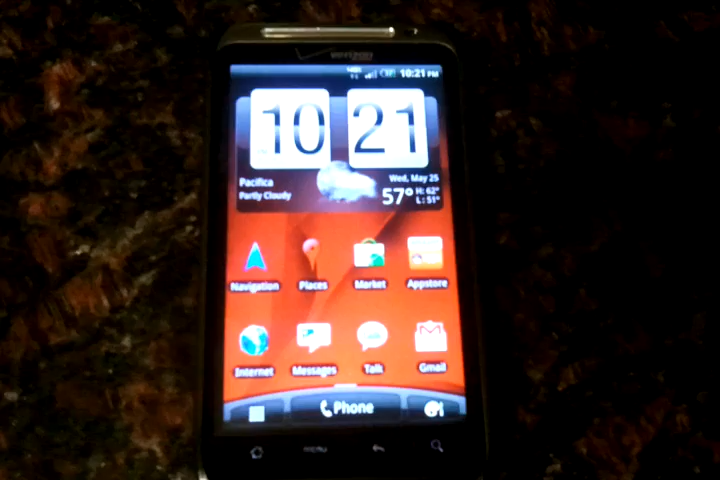 verizon
10:21 PM
10 21
Pacifica
Partly Cloudy
Wed, May 25
57° H: 62°
L: 51°
Navigation Places Market Appstore
Internet Messages Talk Gmail
Phone
menu